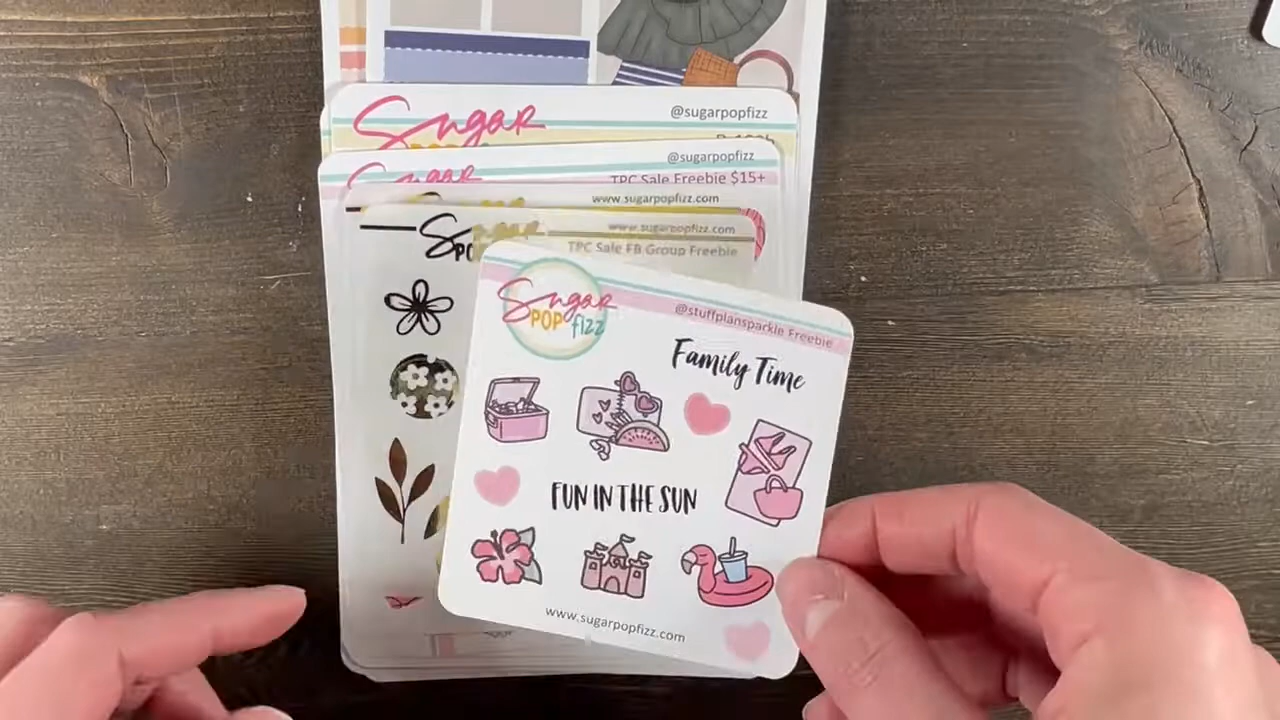 Sugar
@sugarpopfizz
@sugarpopfizz
TPC Sale Freebie $15+
www.sugarpopfizz.com
www.sugarpopfizz.com
TPC Sale FB Group Freebie
Sugar
POP fizz
@stuffplansparkle Freebie
Family Time
FUN IN THE SUN
www.sugarpopfizz.com